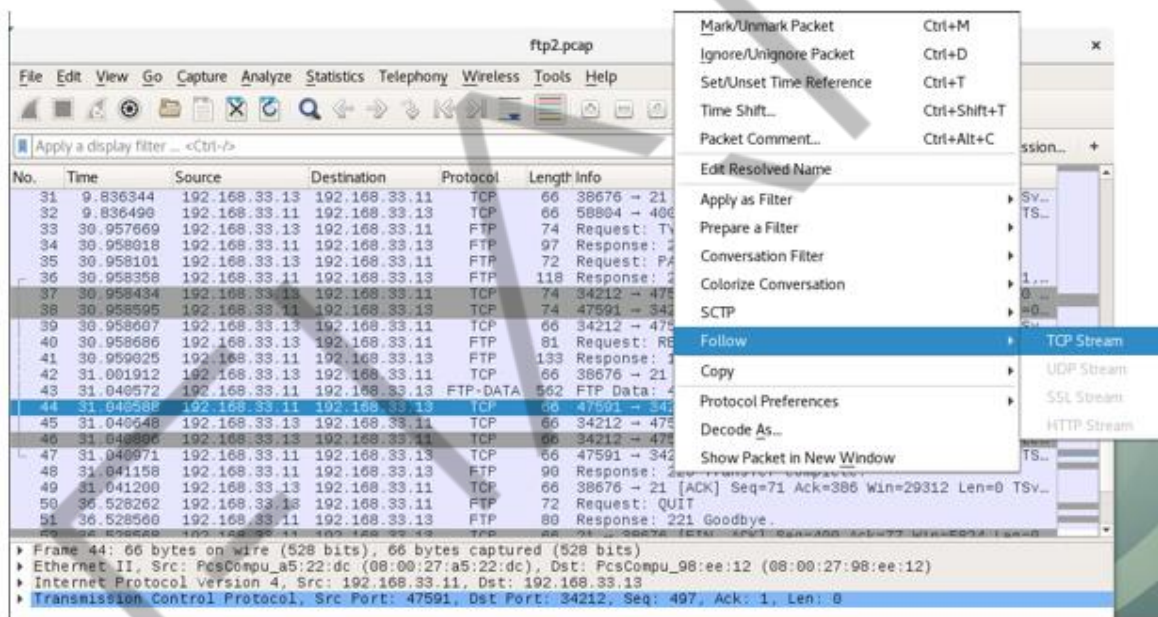 ftp2.pcap
File Edit View Go Capture Analyze Statistics Telephony Wireless Tools Help
Apply a display filter ... <Ctrl-/> ssion... +
No. Time Source Destination Protocol Length Info
31 9.836344 192.168.33.13 192.168.33.11 TCP 66 38676 → 21 Sv…
32 9.836490 192.168.33.11 192.168.33.13 TCP 66 58804 → 400 TS…
33 30.957669 192.168.33.13 192.168.33.11 FTP 74 Request: TY
34 30.958018 192.168.33.11 192.168.33.13 FTP 97 Response: 2
35 30.958101 192.168.33.13 192.168.33.11 FTP 72 Request: PA
36 30.958358 192.168.33.11 192.168.33.13 FTP 118 Response: 2 1,…
37 30.958434 192.168.33.13 192.168.33.11 TCP 74 34212 → 475 0 …
38 30.958595 192.168.33.11 192.168.33.13 TCP 74 47591 → 342 =0…
39 30.958607 192.168.33.13 192.168.33.11 TCP 66 34212 → 475 Sv…
40 30.958686 192.168.33.13 192.168.33.11 FTP 81 Request: RE
41 30.959025 192.168.33.11 192.168.33.13 FTP 133 Response: 1
42 31.001912 192.168.33.13 192.168.33.11 TCP 66 38676 → 21
43 31.040572 192.168.33.11 192.168.33.13 FTP-DATA 562 FTP Data: 4
44 31.040588 192.168.33.11 192.168.33.13 TCP 66 47591 → 342
45 31.040648 192.168.33.13 192.168.33.11 TCP 66 34212 → 475
46 31.040806 192.168.33.13 192.168.33.11 TCP 66 34212 → 475
47 31.040971 192.168.33.11 192.168.33.13 TCP 66 47591 → 342 TS…
48 31.041158 192.168.33.11 192.168.33.13 FTP 90 Response: 226 Transfer complete.
49 31.041200 192.168.33.13 192.168.33.11 TCP 66 38676 → 21 [ACK] Seq=71 Ack=386 Win=29312 Len=0 TSv…
50 36.528262 192.168.33.13 192.168.33.11 FTP 72 Request: QUIT
51 36.528560 192.168.33.11 192.168.33.13 FTP 80 Response: 221 Goodbye.
Mark/Unmark Packet Ctrl+M
Ignore/Unignore Packet Ctrl+D
Set/Unset Time Reference Ctrl+T
Time Shift... Ctrl+Shift+T
Packet Comment... Ctrl+Alt+C
Edit Resolved Name
Apply as Filter
Prepare a Filter
Conversation Filter
Colorize Conversation
SCTP
Follow
Copy
Protocol Preferences
Decode As...
Show Packet in New Window
TCP Stream
UDP Stream
SSL Stream
HTTP Stream
Frame 44: 66 bytes on wire (528 bits), 66 bytes captured (528 bits)
Ethernet II, Src: PcsCompu_a5:22:dc (08:00:27:a5:22:dc), Dst: PcsCompu_98:ee:12 (08:00:27:98:ee:12)
Internet Protocol Version 4, Src: 192.168.33.11, Dst: 192.168.33.13
Transmission Control Protocol, Src Port: 47591, Dst Port: 34212, Seq: 497, Ack: 1, Len: 0